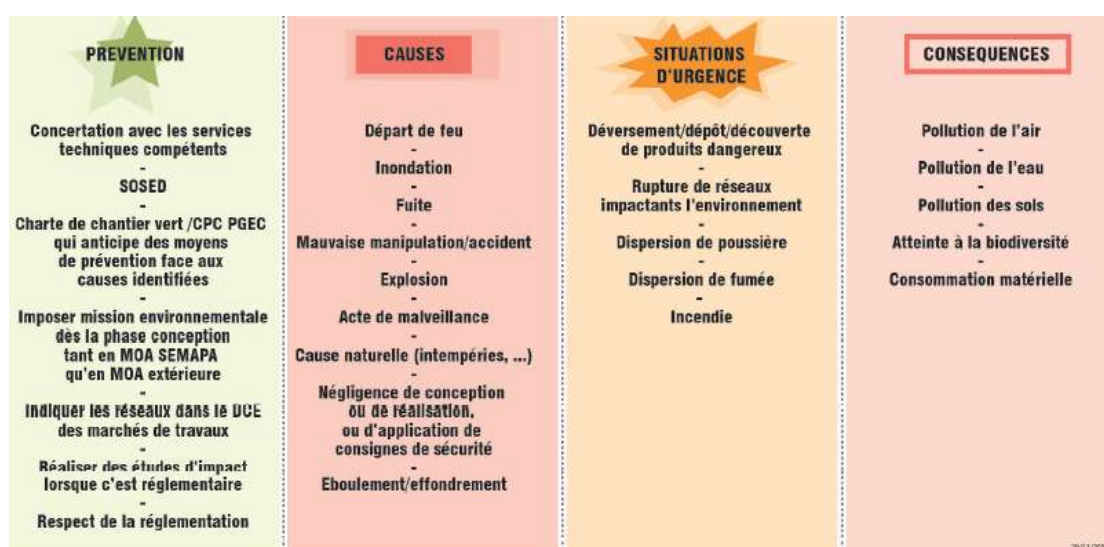 PREVENTION
Concertation avec les services
techniques compétents
-
SOSED
-
Charte de chantier vert /CPC PGEC
qui anticipe des moyens
de prévention face aux
causes identifiées
-
Imposer mission environnementale
dès la phase conception
tant en MOA SEMAPA
qu'en MOA extérieure
-
Indiquer les réseaux dans le DCE
des marchés de travaux
-
Réaliser des études d'impact
lorsque c'est réglementaire
-
Respect de la réglementation
CAUSES
Départ de feu
-
Inondation
-
Fuite
-
Mauvaise manipulation/accident
-
Explosion
-
Acte de malveillance
-
Cause naturelle (intempéries, ...)
-
Négligence de conception
ou de réalisation,
ou d'application de
consignes de sécurité
-
Eboulement/effondrement
SITUATIONS
D'URGENCE
Déversement/dépôt/découverte
de produits dangereux
-
Rupture de réseaux
impactants l'environnement
-
Dispersion de poussière
-
Dispersion de fumée
-
Incendie
CONSEQUENCES
Pollution de l'air
-
Pollution de l'eau
-
Pollution des sols
-
Atteinte à la biodiversité
-
Consommation matérielle